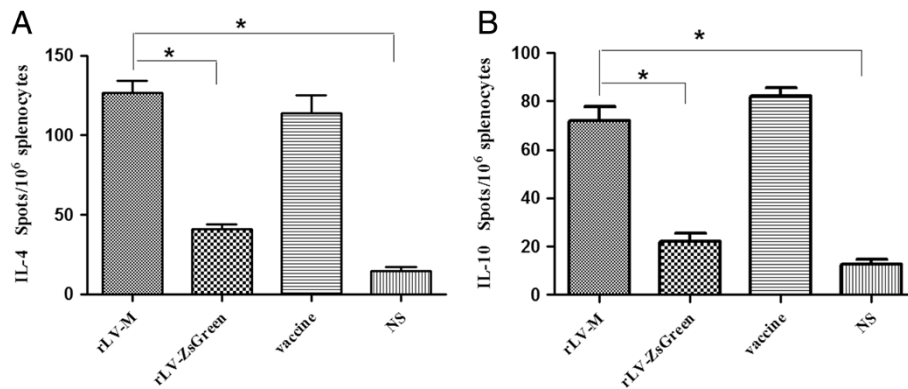 A
IL-4 Spots/10⁶ splenocytes
150
100
50
0
*
*
rLV-M
rLV-ZsGreen
vaccine
NS
B
IL-10 Spots/10⁶ splenocytes
100
80
60
40
20
0
*
*
rLV-M
rLV-ZsGreen
vaccine
NS